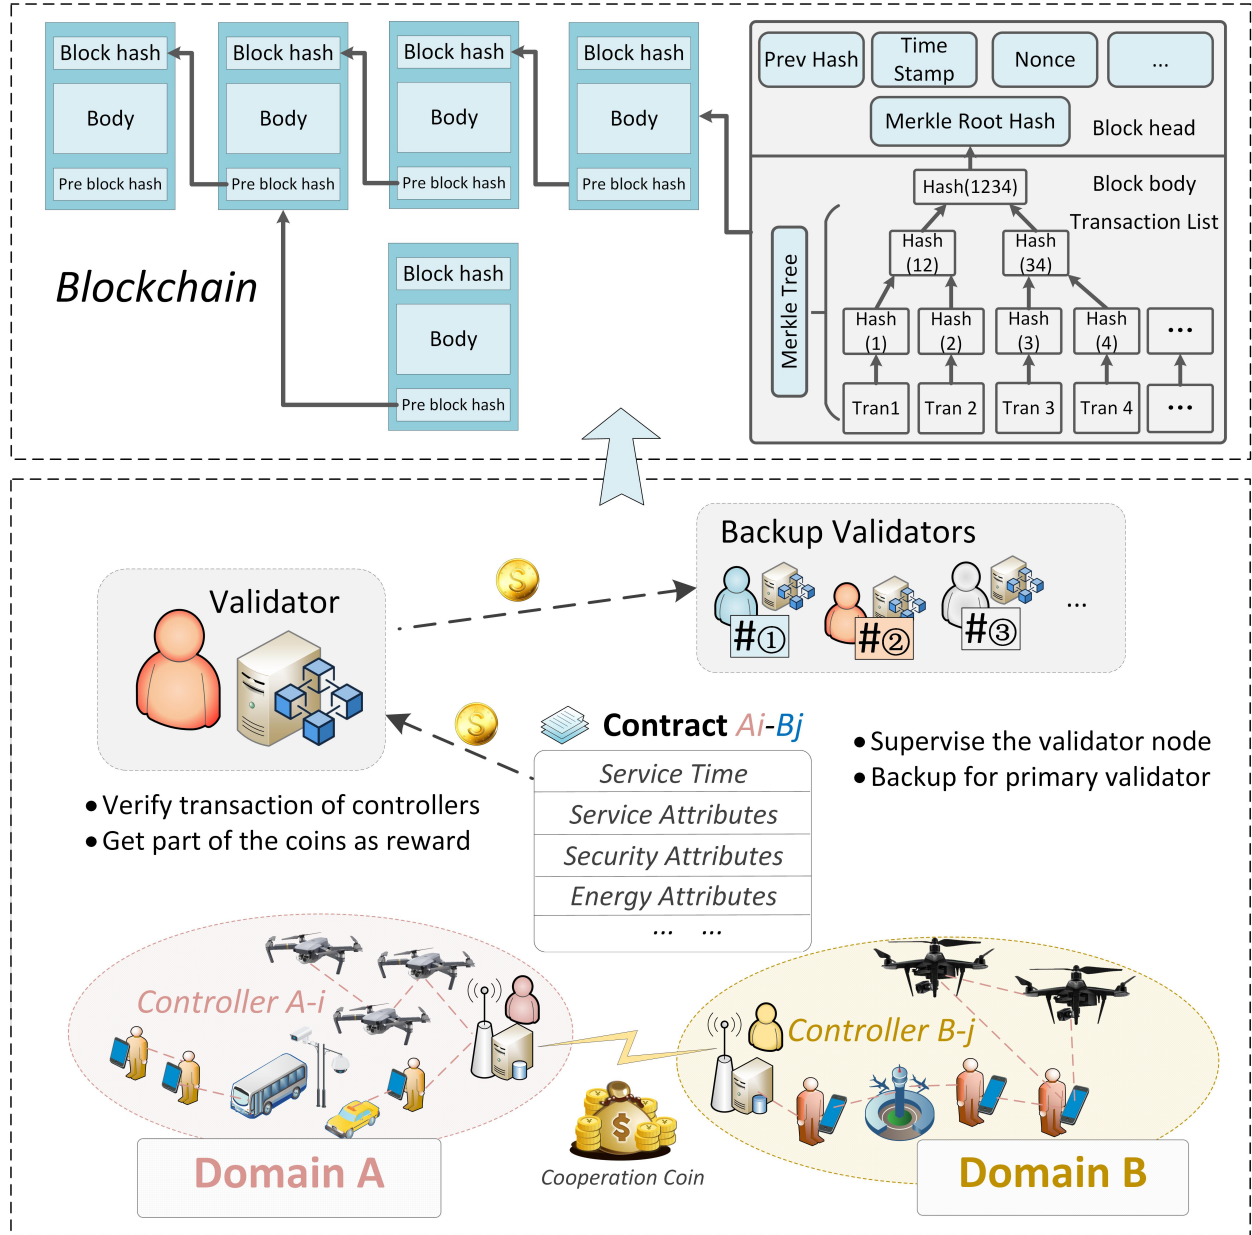 Block hash
Block hash
Block hash
Block hash
Body
Body
Body
Body
Pre block hash
Pre block hash
Pre block hash
Pre block hash
Block hash
Body
Pre block hash
Blockchain
Prev Hash
Time
Stamp
Nonce
...
Merkle Root Hash
Block head
Hash(1234)
Block body
Transaction List
Merkle Tree
Hash
(12)
Hash
(34)
Hash
(1)
Hash
(2)
Hash
(3)
Hash
(4)
...
Tran1
Tran 2
Tran 3
Tran 4
...
Validator
S
Backup Validators
#①
#②
#③
...
S
Contract Ai-Bj
Service Time
Service Attributes
Security Attributes
Energy Attributes
... ...
• Verify transaction of controllers
• Get part of the coins as reward
• Supervise the validator node
• Backup for primary validator
Controller A-i
Controller B-j
$
Cooperation Coin
Domain A
Domain B